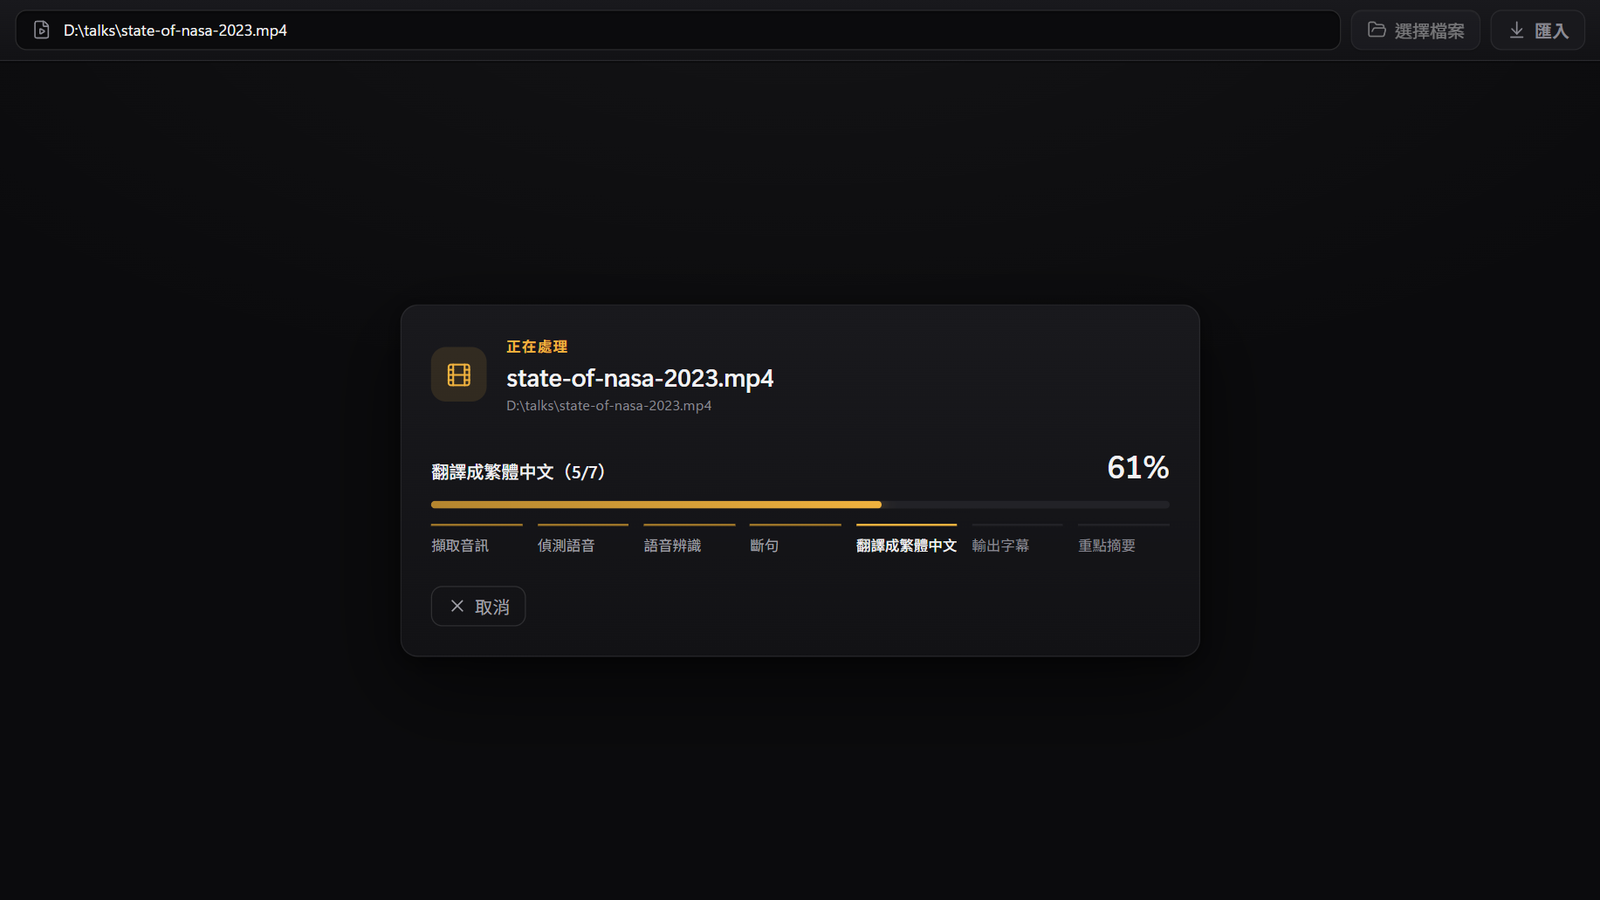 D:\talks\state-of-nasa-2023.mp4
選擇檔案
匯入
正在處理
state-of-nasa-2023.mp4
D:\talks\state-of-nasa-2023.mp4
翻譯成繁體中文（5/7）
61%
擷取音訊
偵測語音
語音辨識
斷句
翻譯成繁體中文
輸出字幕
重點摘要
取消